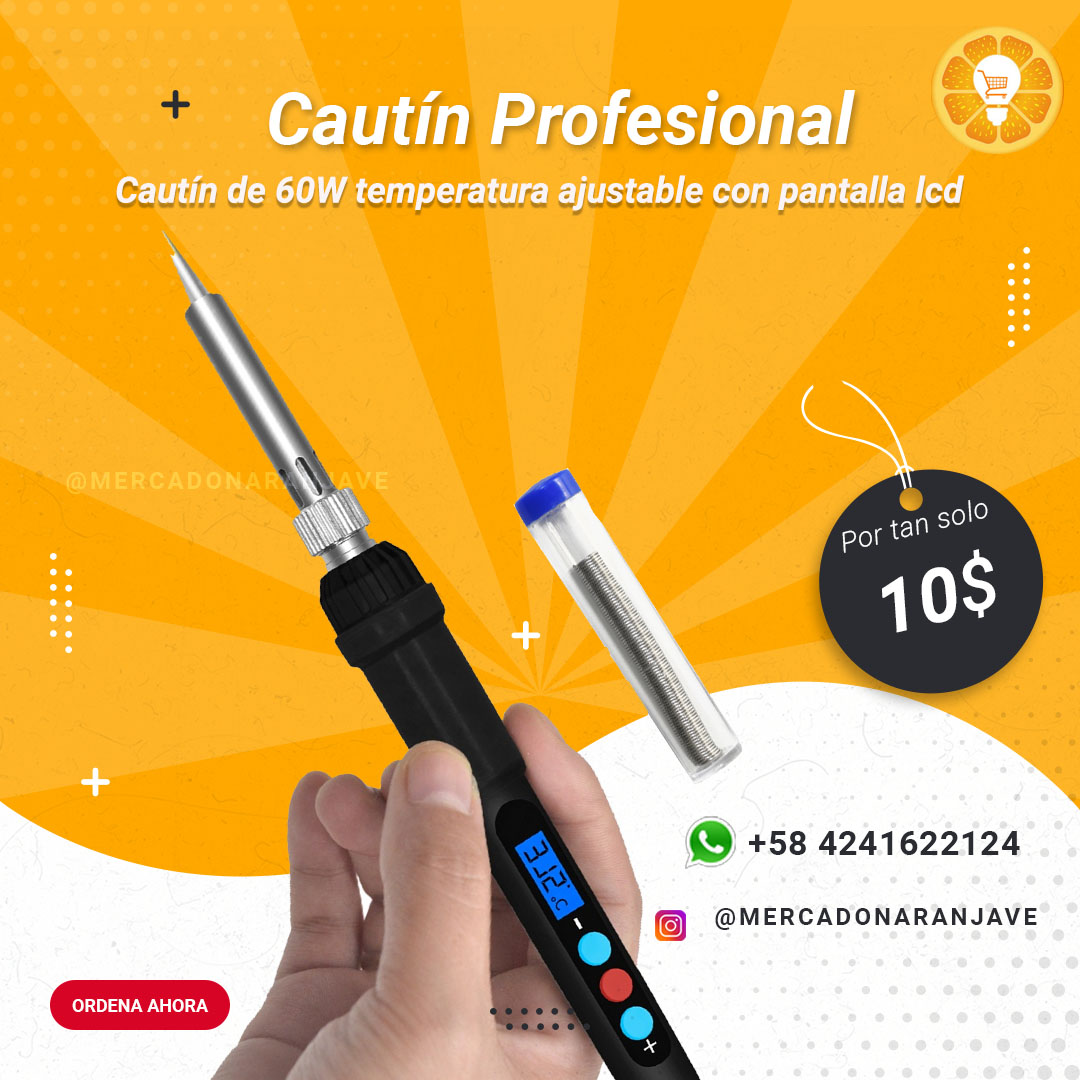 Cautín Profesional
Cautín de 60W temperatura ajustable con pantalla lcd
@MERCADONARANJAVE
Por tan solo
10$
312°C
-
+
+58 4241622124
@MERCADONARANJAVE
ORDENA AHORA